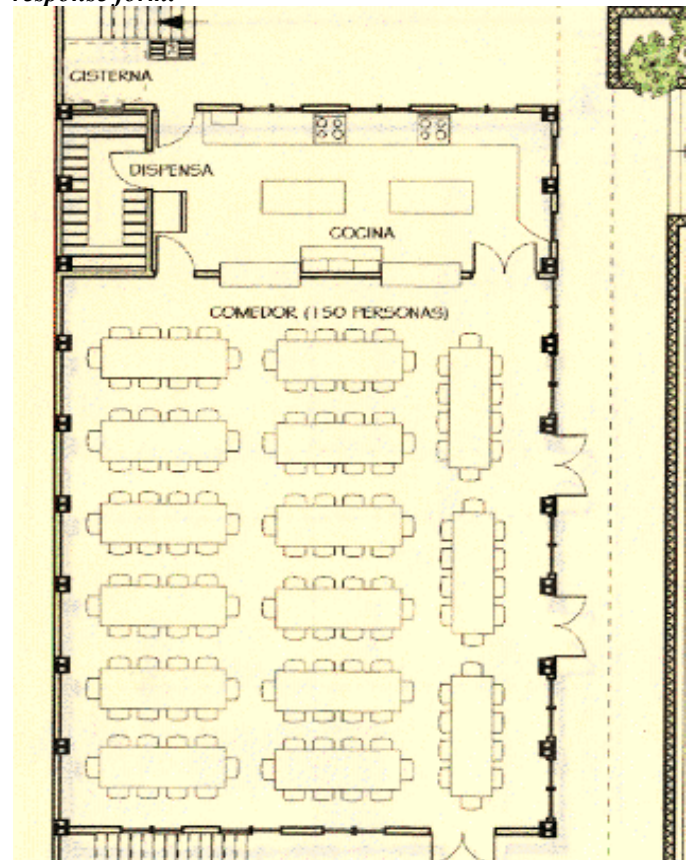 response form.
CISTERNA
DISPENSA
COCINA
COMEDOR (150 PERSONAS)